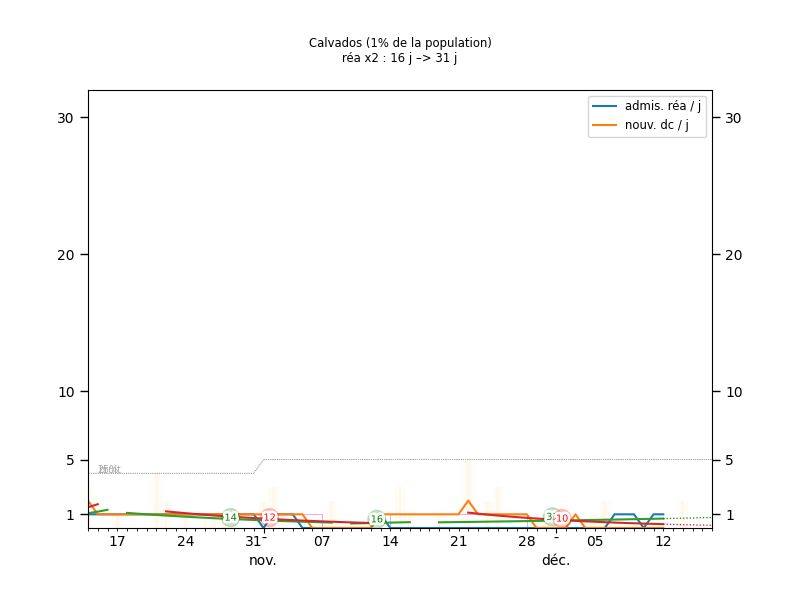 Calvados (1% de la population)
réa x2 : 16 j –> 31 j
admis. réa / j
nouv. dc / j
30 30
20 20
10 10
5 5
1 1
14 12 16 10
17 24 31 07 14 21 28 - 05 12
nov. déc.